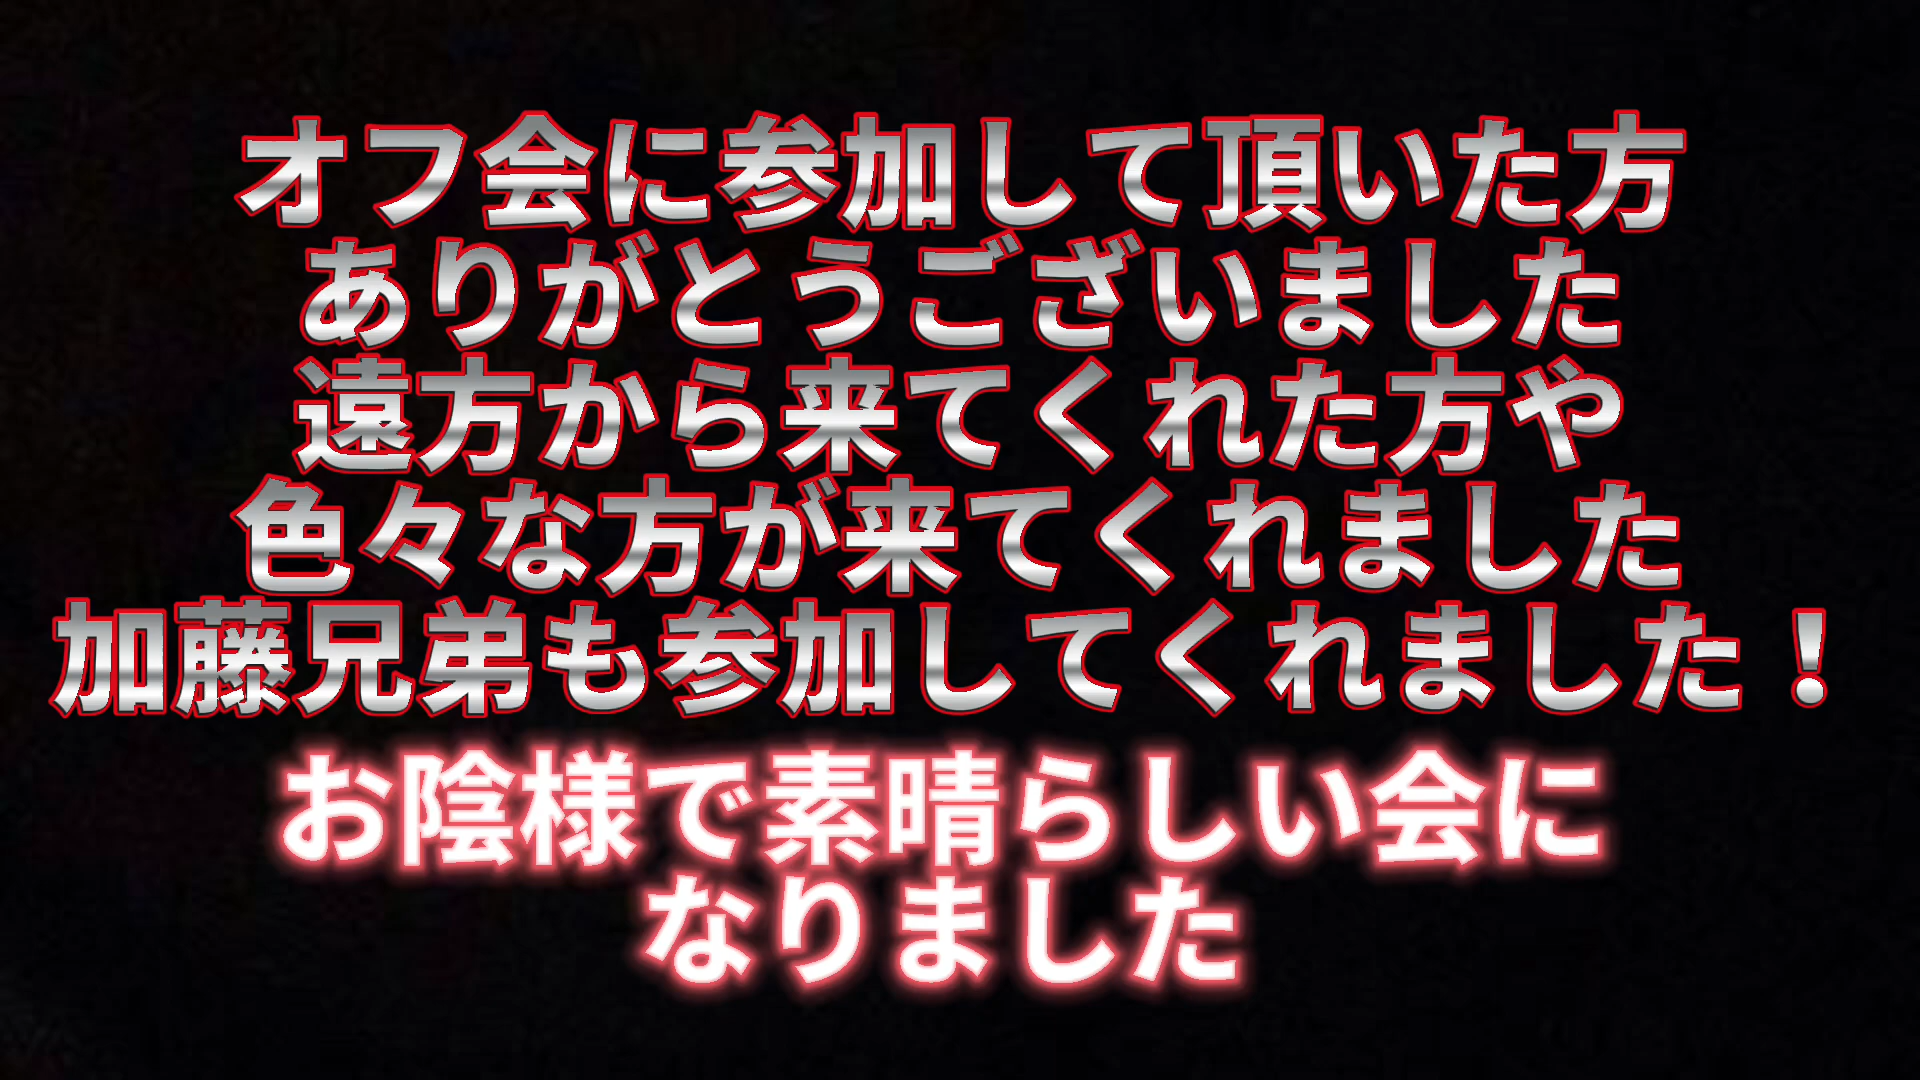 オフ会に参加して頂いた方
ありがとうございました
遠方から来てくれた方や
色々な方が来てくれました
加藤兄弟も参加してくれました！
お陰様で素晴らしい会に
なりました